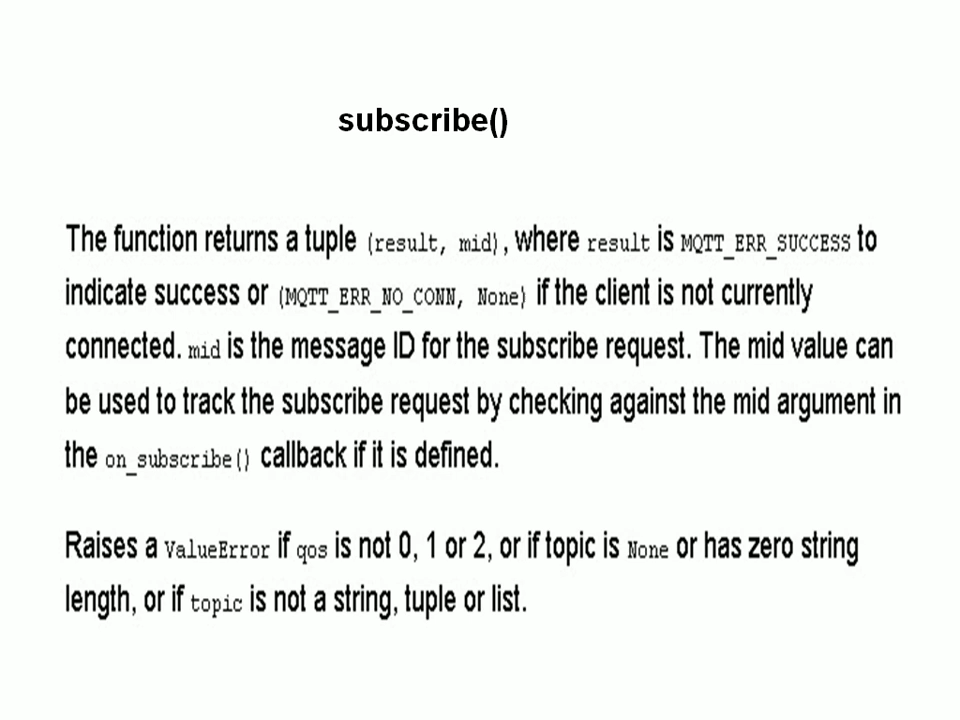 subscribe()
The function returns a tuple (result, mid), where result is MQTT_ERR_SUCCESS to
indicate success or (MQTT_ERR_NO_CONN, None) if the client is not currently
connected. mid is the message ID for the subscribe request. The mid value can
be used to track the subscribe request by checking against the mid argument in
the on_subscribe() callback if it is defined.
Raises a ValueError if qos is not 0, 1 or 2, or if topic is None or has zero string
length, or if topic is not a string, tuple or list.